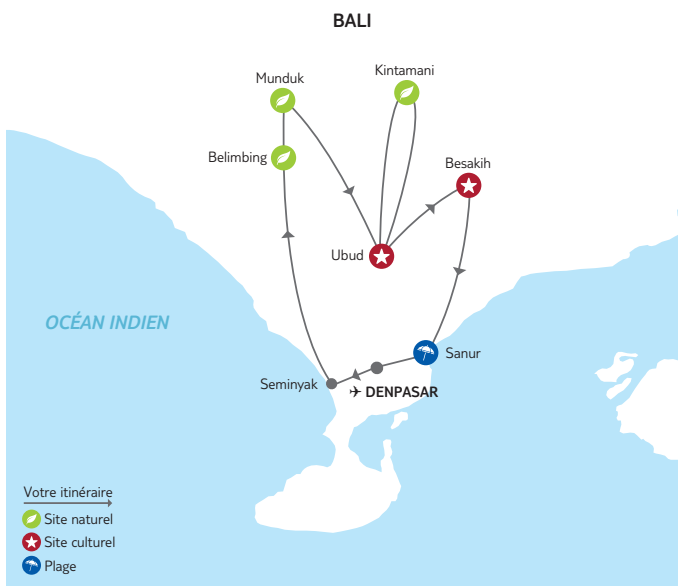 BALI
Munduk
Kintamani
Belimbing
Besakih
Ubud
OCÉAN INDIEN
Sanur
Seminyak
DENPASAR
Votre itinéraire
Site naturel
Site culturel
Plage